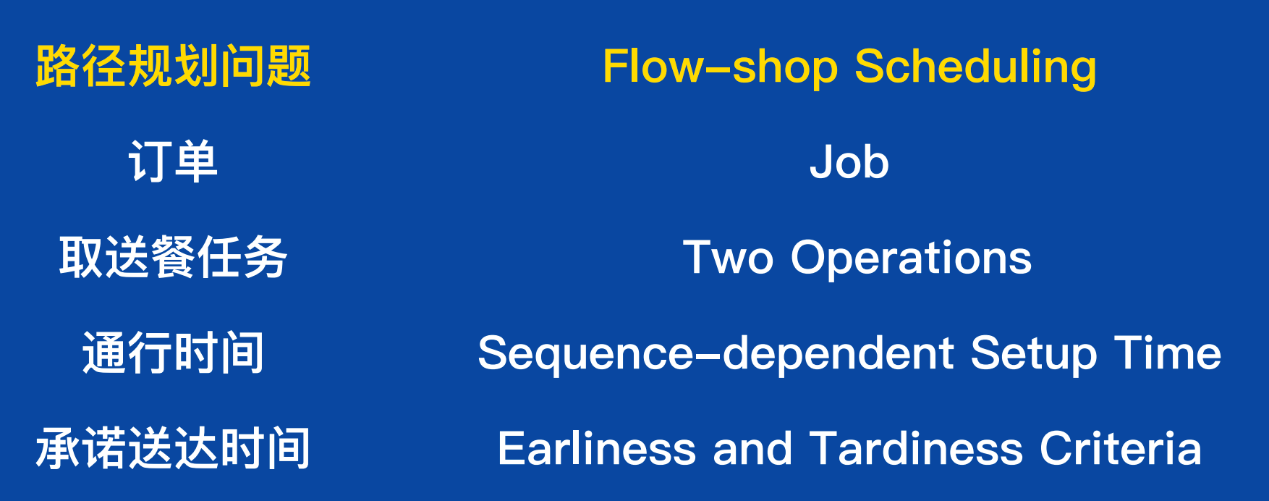 路径规划问题 Flow-shop Scheduling
订单 Job
取送餐任务 Two Operations
通行时间 Sequence-dependent Setup Time
承诺送达时间 Earliness and Tardiness Criteria